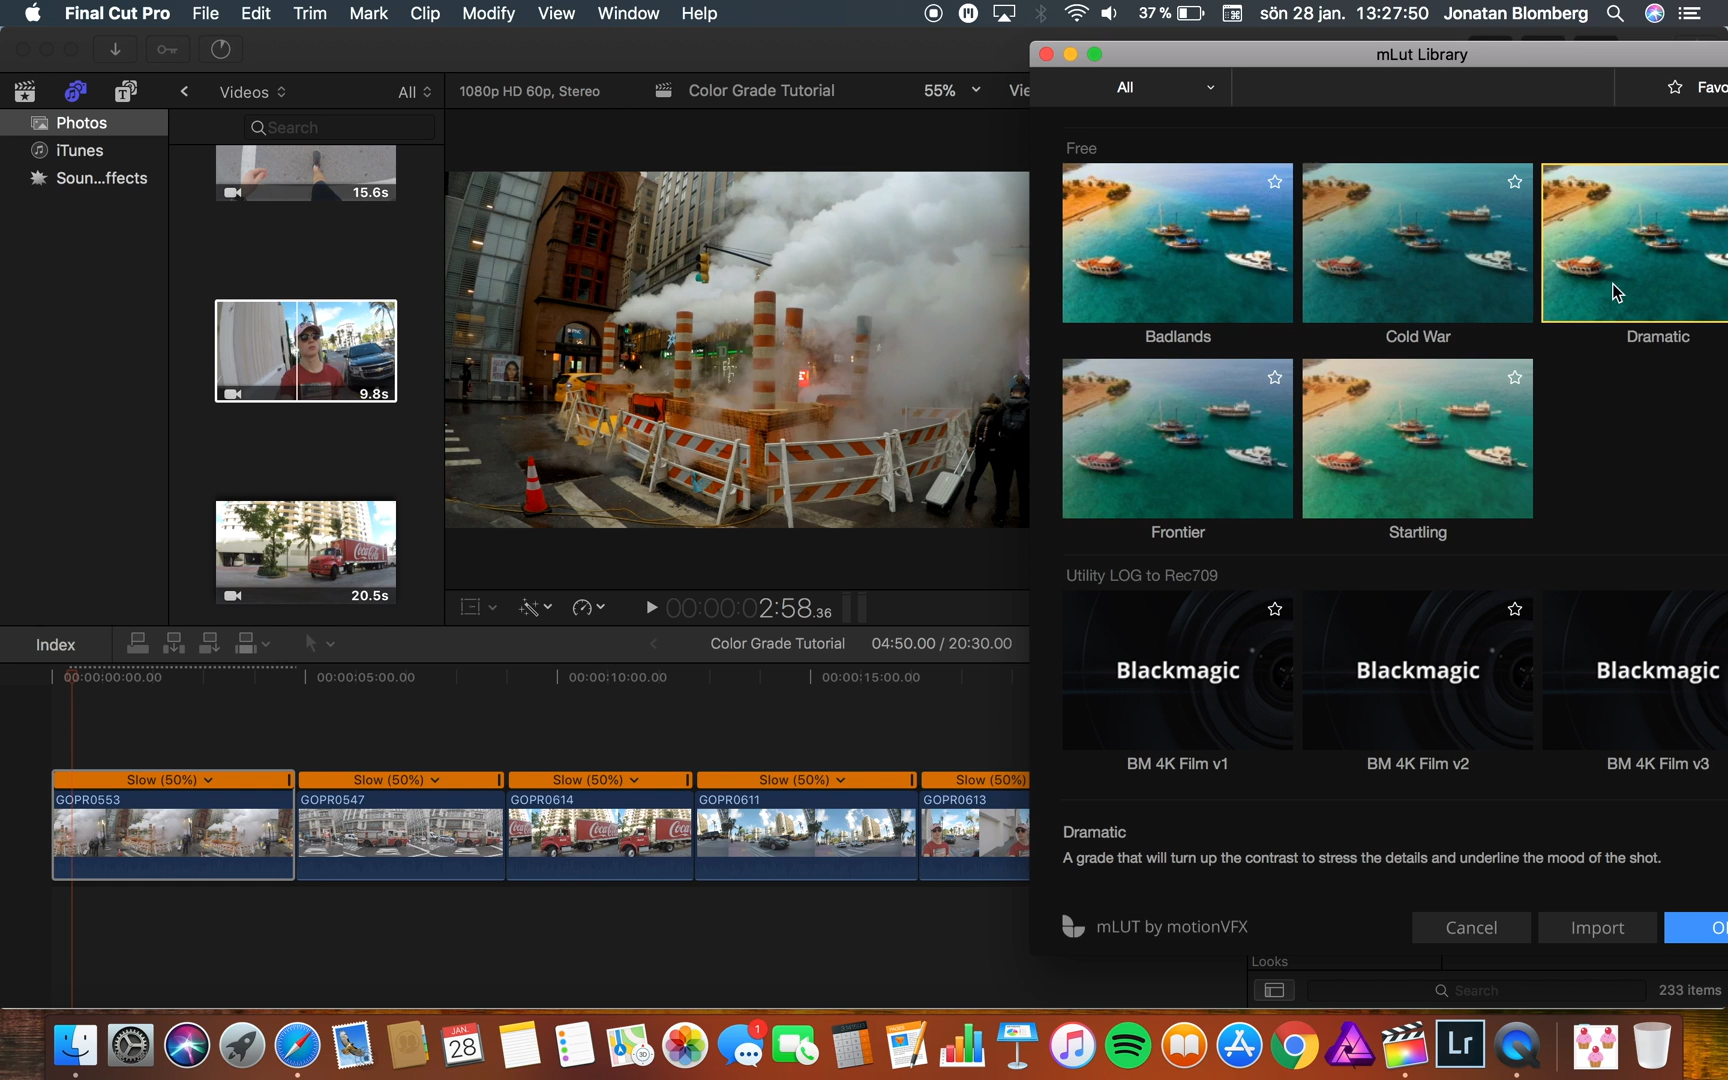 Final Cut Pro File Edit Trim Mark Clip Modify View Window Help 37 % sön 28 jan. 13:27:50 Jonatan Blomberg
mLut Library
Videos All 1080p HD 60p, Stereo Color Grade Tutorial 55% Vie
All Favo
Photos
Search
iTunes
Soun...ffects
15.6s
9.8s
20.5s
Free
Badlands Cold War Dramatic
Frontier Startling
Utility LOG to Rec709
Blackmagic Blackmagic Blackmagic
BM 4K Film v1 BM 4K Film v2 BM 4K Film v3
00:00:02:58.36
Index Color Grade Tutorial 04:50.00 / 20:30.00
00:00:00:00.00 00:00:05:00.00 00:00:10:00.00 00:00:15:00.00
Slow (50%) Slow (50%) Slow (50%) Slow (50%) Slow (50%)
GOPR0553 GOPR0547 GOPR0614 GOPR0611 GOPR0613
Dramatic
A grade that will turn up the contrast to stress the details and underline the mood of the shot.
mLUT by motionVFX Cancel Import
Looks
Search 233 items
JAN.
28
1
Lr